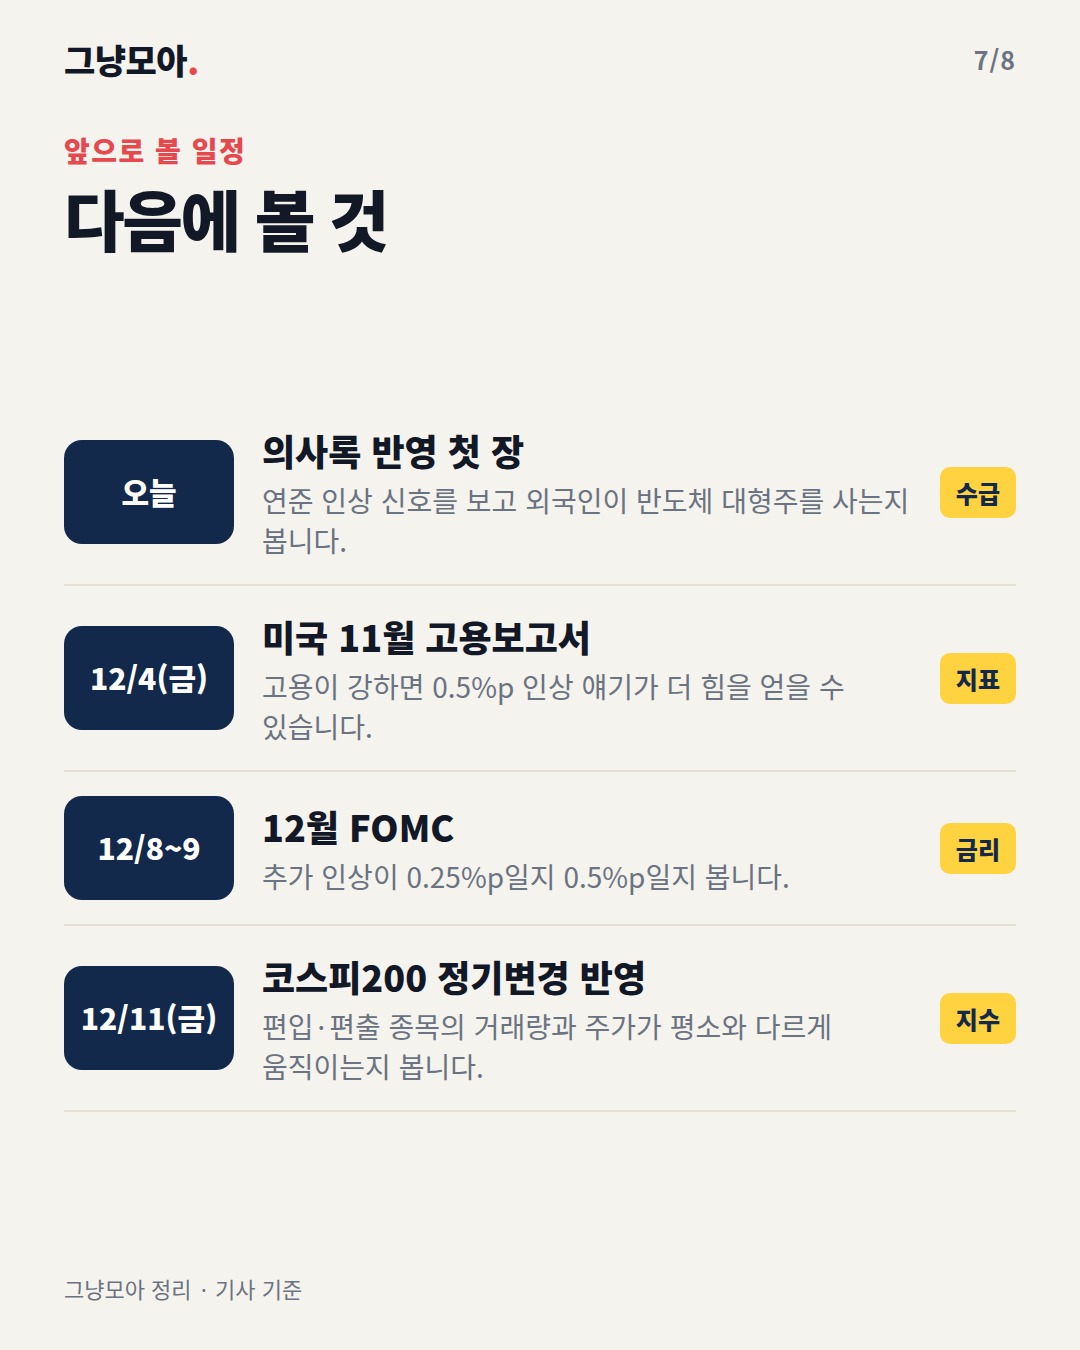 그냥모아.
7/8
앞으로 볼 일정
다음에 볼 것
오늘
의사록 반영 첫 장
연준 인상 신호를 보고 외국인이 반도체 대형주를 사는지
봅니다.
수급
12/4(금)
미국 11월 고용보고서
고용이 강하면 0.5%p 인상 얘기가 더 힘을 얻을 수
있습니다.
지표
12/8~9
12월 FOMC
추가 인상이 0.25%p일지 0.5%p일지 봅니다.
금리
12/11(금)
코스피200 정기변경 반영
편입·편출 종목의 거래량과 주가가 평소와 다르게
움직이는지 봅니다.
지수
그냥모아 정리 · 기사 기준